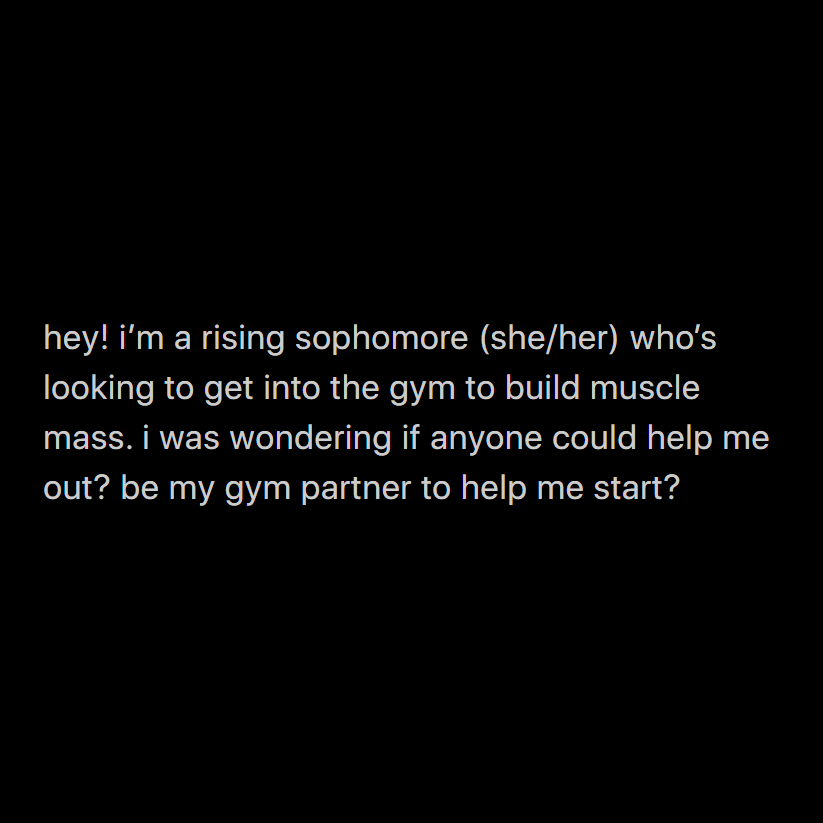 hey! i’m a rising sophomore (she/her) who’s
looking to get into the gym to build muscle
mass. i was wondering if anyone could help me
out? be my gym partner to help me start?